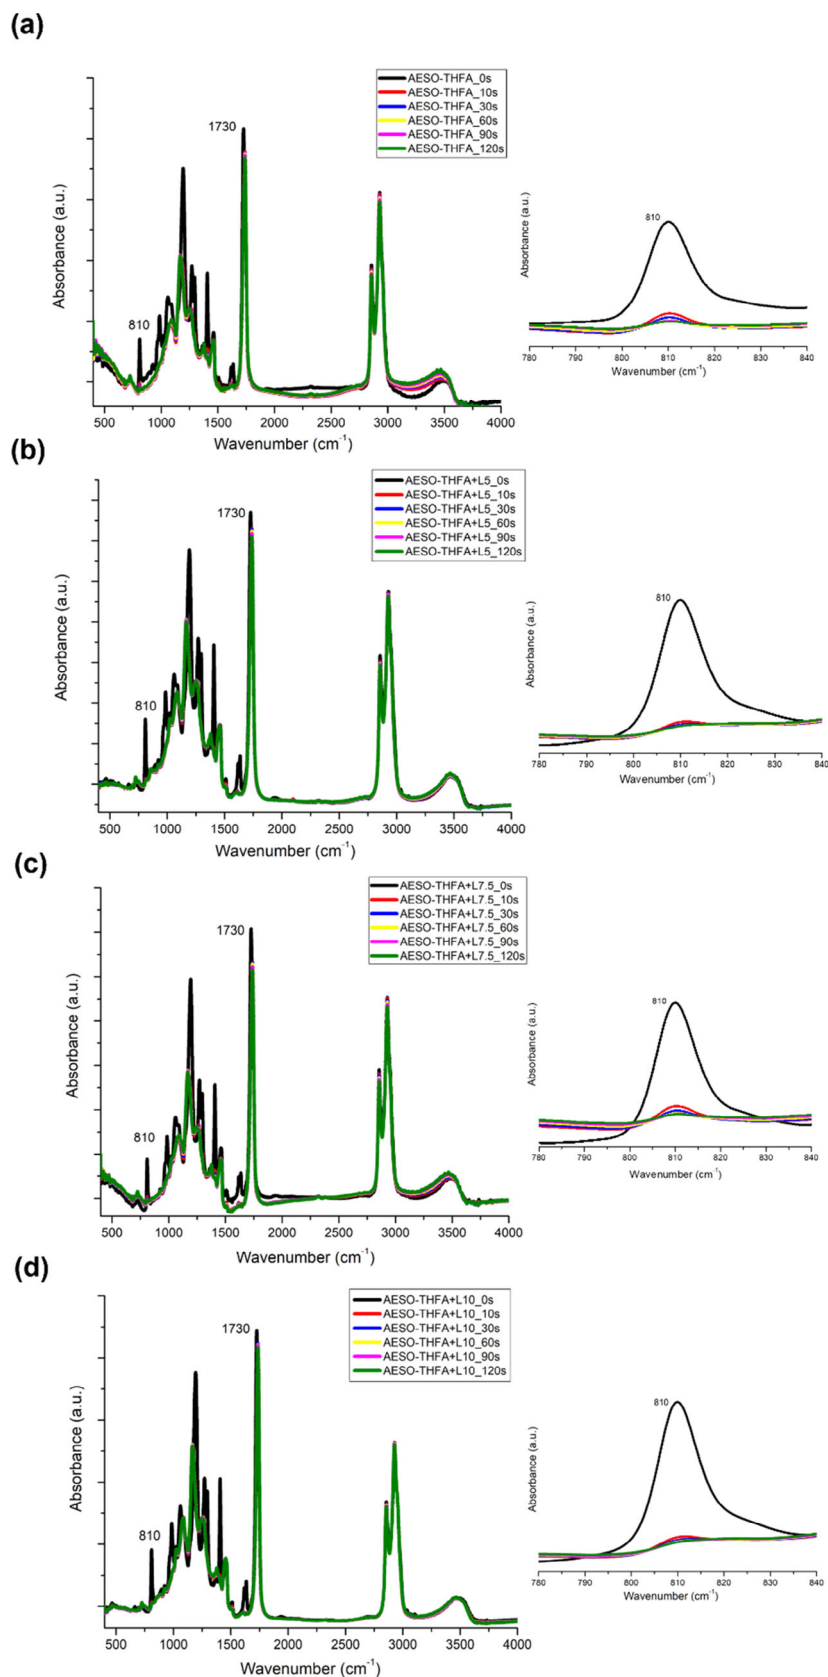 (a)
AESO-THFA_0s
AESO-THFA_10s
AESO-THFA_30s
AESO-THFA_60s
AESO-THFA_90s
AESO-THFA_120s
1730
810
Absorbance (a.u.)
500 1000 1500 2000 2500 3000 3500 4000
Wavenumber (cm⁻¹)
810
Absorbance (a.u.)
780 790 800 810 820 830 840
Wavenumber (cm⁻¹)
(b)
AESO-THFA+L5_0s
AESO-THFA+L5_10s
AESO-THFA+L5_30s
AESO-THFA+L5_60s
AESO-THFA+L5_90s
AESO-THFA+L5_120s
1730
810
Absorbance (a.u.)
500 1000 1500 2000 2500 3000 3500 4000
Wavenumber (cm⁻¹)
810
Absorbance (a.u.)
780 790 800 810 820 830 840
Wavenumber (cm⁻¹)
(c)
AESO-THFA+L7.5_0s
AESO-THFA+L7.5_10s
AESO-THFA+L7.5_30s
AESO-THFA+L7.5_60s
AESO-THFA+L7.5_90s
AESO-THFA+L7.5_120s
1730
810
Absorbance (a.u.)
500 1000 1500 2000 2500 3000 3500 4000
Wavenumber (cm⁻¹)
810
Absorbance (a.u.)
780 790 800 810 820 830 840
Wavenumber (cm⁻¹)
(d)
AESO-THFA+L10_0s
AESO-THFA+L10_10s
AESO-THFA+L10_30s
AESO-THFA+L10_60s
AESO-THFA+L10_90s
AESO-THFA+L10_120s
1730
810
Absorbance (a.u.)
500 1000 1500 2000 2500 3000 3500 4000
Wavenumber (cm⁻¹)
810
Absorbance (a.u.)
780 790 800 810 820 830 840
Wavenumber (cm⁻¹)